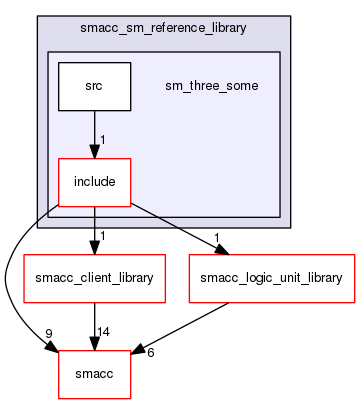 smacc_sm_reference_library
src
sm_three_some
1
include
1
1
smacc_client_library
smacc_logic_unit_library
9
14
6
smacc